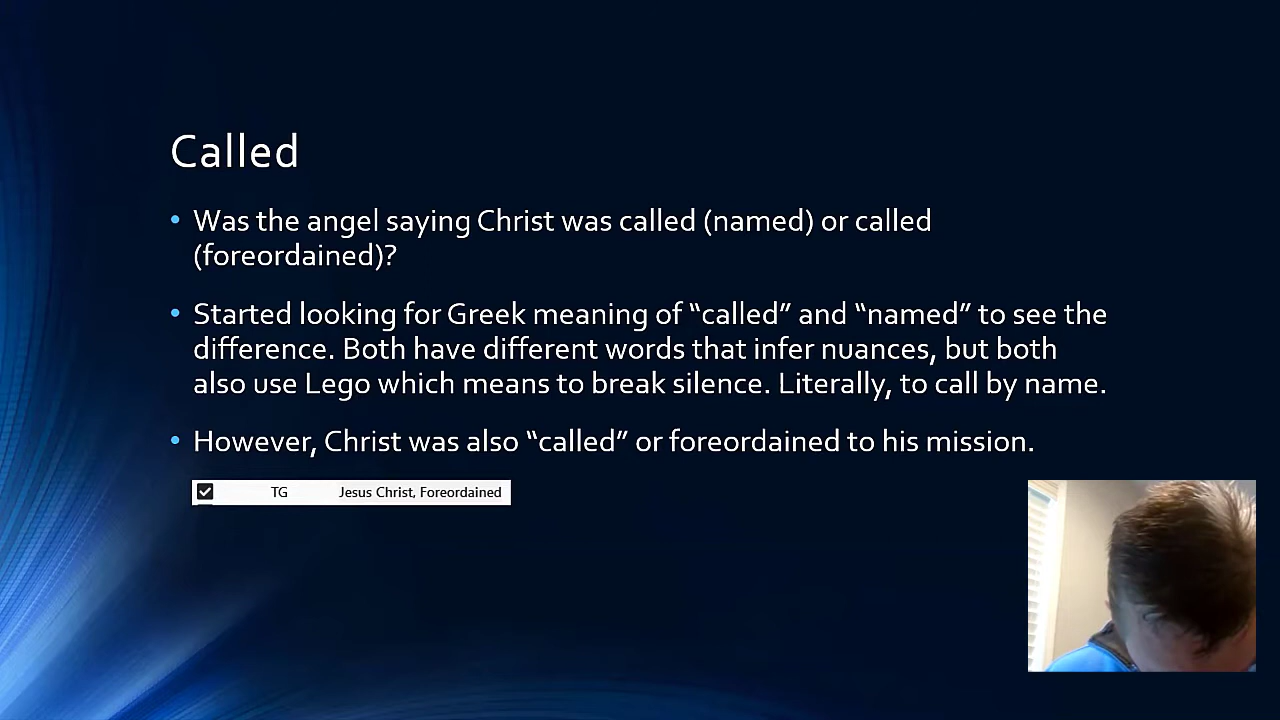 Called
• Was the angel saying Christ was called (named) or called
(foreordained)?
• Started looking for Greek meaning of “called” and “named” to see the
difference. Both have different words that infer nuances, but both
also use Lego which means to break silence. Literally, to call by name.
• However, Christ was also “called” or foreordained to his mission.
TG Jesus Christ, Foreordained